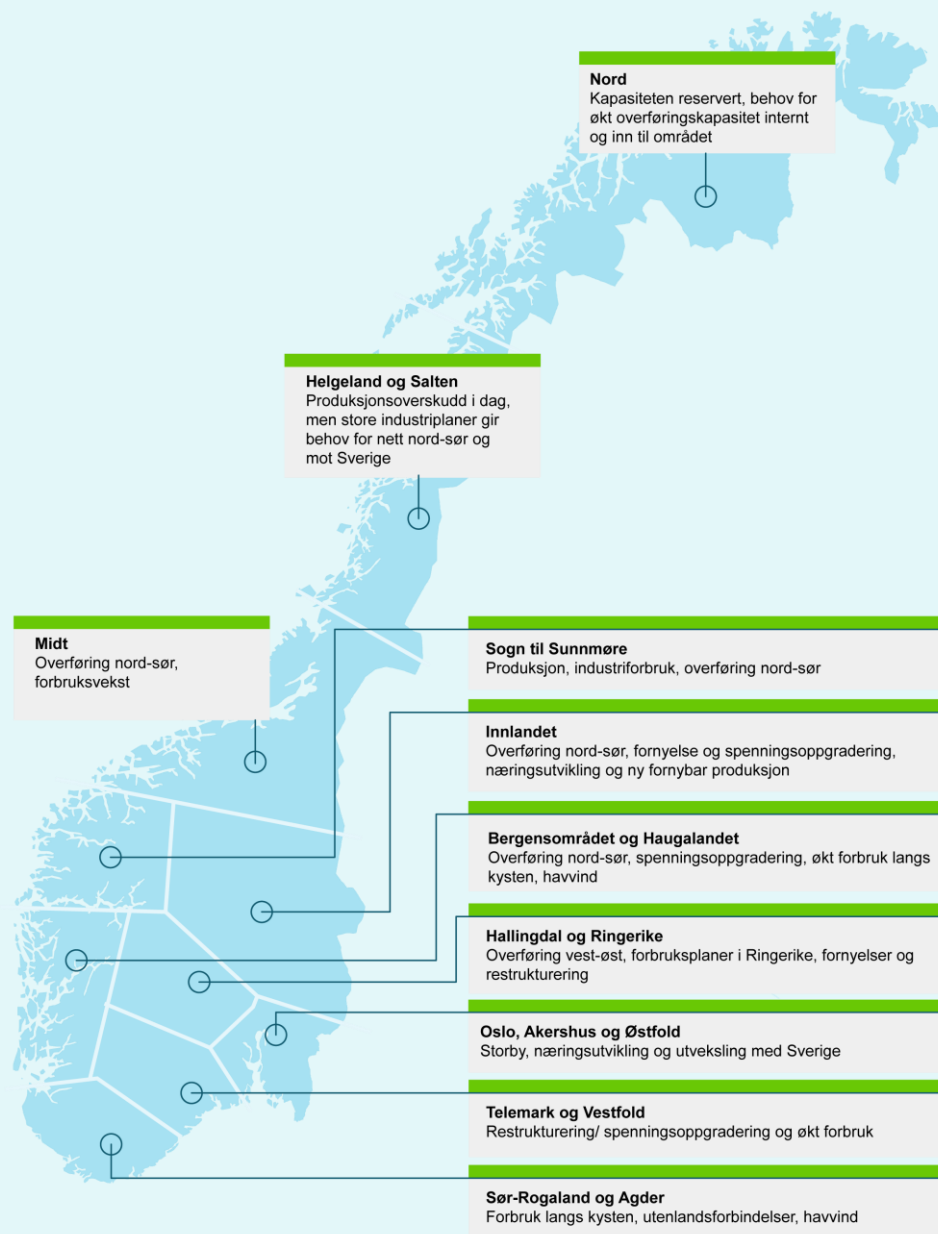 Nord
Kapasiteten reservert, behov for
økt overføringskapasitet internt
og inn til området
Helgeland og Salten
Produksjonsoverskudd i dag,
men store industriplaner gir
behov for nett nord-sør og
mot Sverige
Midt
Overføring nord-sør,
forbruksvekst
Sogn til Sunnmøre
Produksjon, industriforbruk, overføring nord-sør
Innlandet
Overføring nord-sør, fornyelse og spenningsoppgradering,
næringsutvikling og ny fornybar produksjon
Bergensområdet og Haugalandet
Overføring nord-sør, spenningsoppgradering, økt forbruk langs
kysten, havvind
Hallingdal og Ringerike
Overføring vest-øst, forbruksplaner i Ringerike, fornyelser og
restrukturering
Oslo, Akershus og Østfold
Storby, næringsutvikling og utveksling med Sverige
Telemark og Vestfold
Restrukturering/ spenningsoppgradering og økt forbruk
Sør-Rogaland og Agder
Forbruk langs kysten, utenlandsforbindelser, havvind